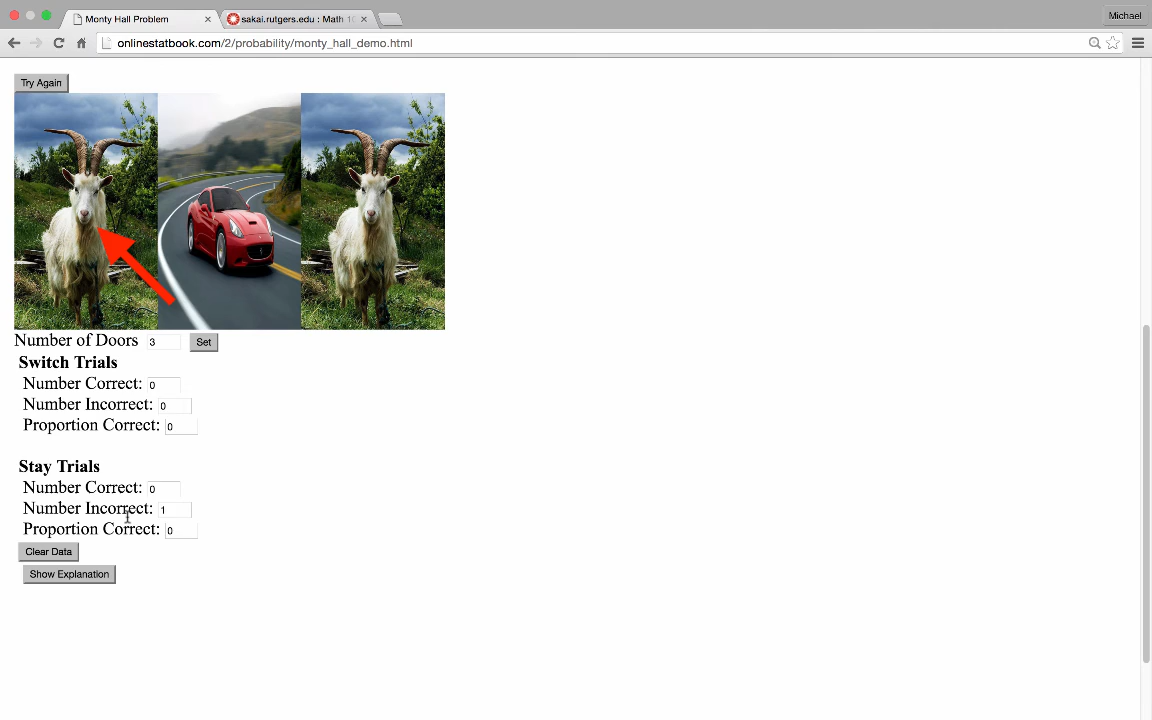 Monty Hall Problem
sakai.rutgers.edu : Math 10
Michael
onlinestatbook.com/2/probability/monty_hall_demo.html
Try Again
Number of Doors 3 Set
Switch Trials
Number Correct: 0
Number Incorrect: 0
Proportion Correct: 0
Stay Trials
Number Correct: 0
Number Incorrect: 1
Proportion Correct: 0
Clear Data
Show Explanation